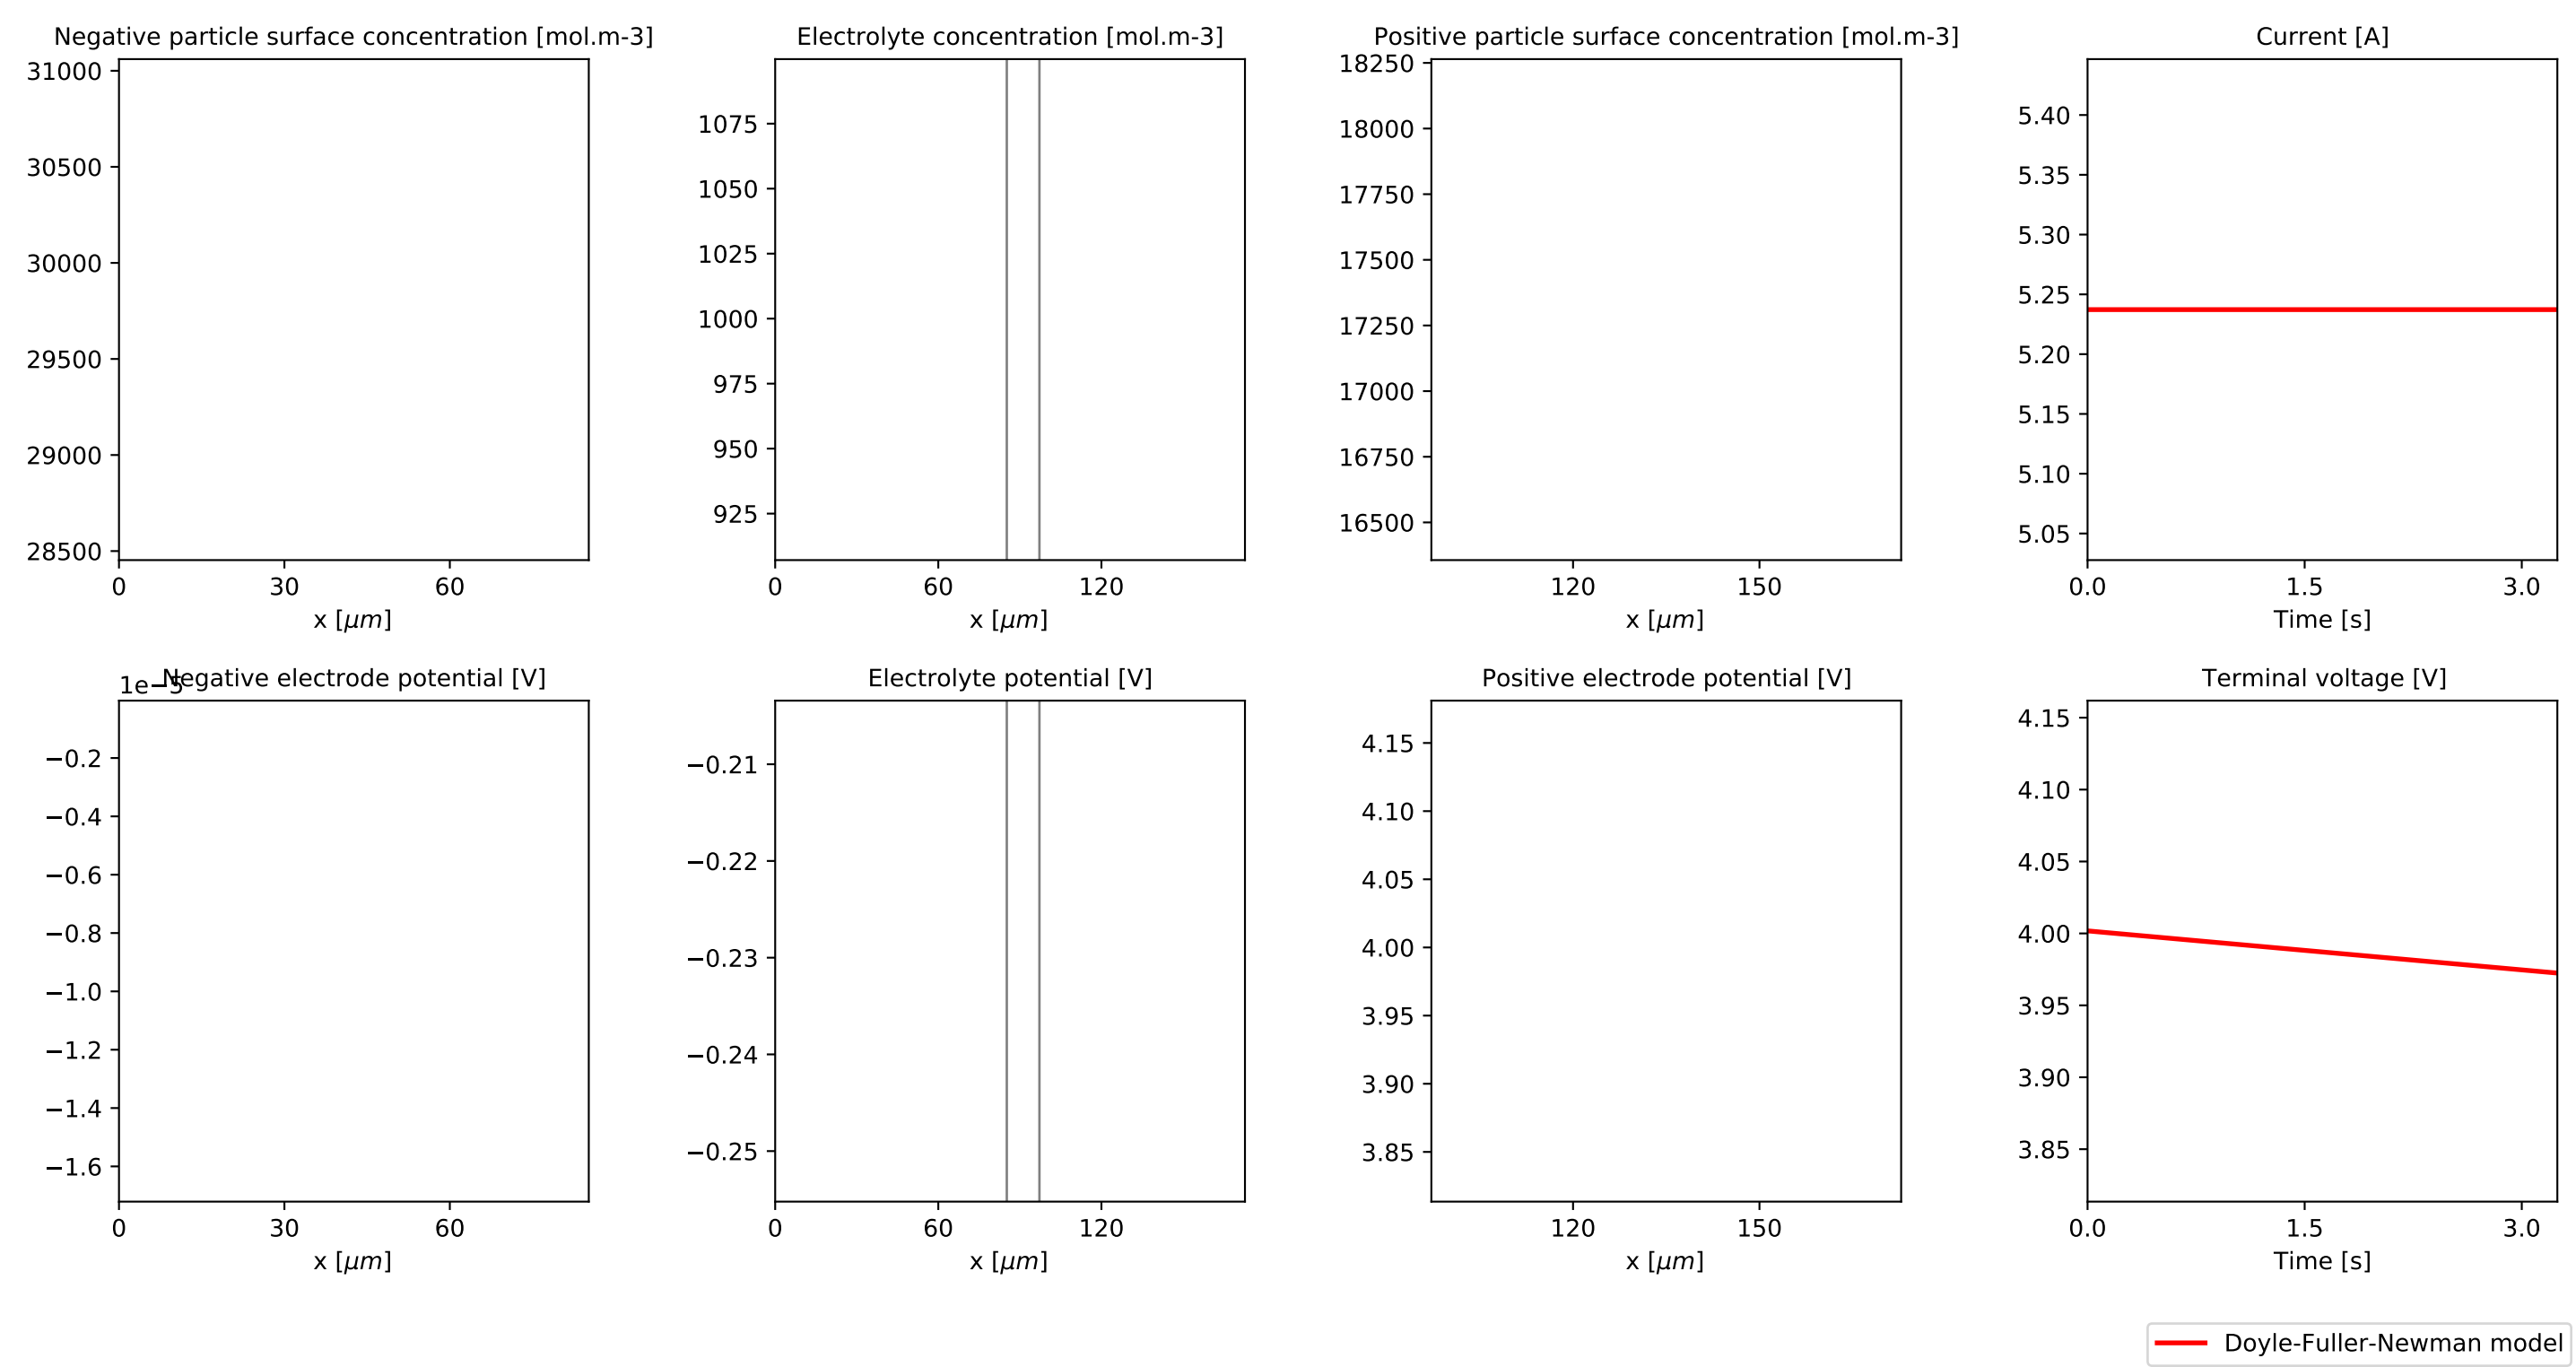 Negative particle surface concentration [mol.m-3]
31000
30500
30000
29500
29000
28500
0 30 60
x [μm]
Electrolyte concentration [mol.m-3]
1075
1050
1025
1000
975
950
925
0 60 120
x [μm]
Positive particle surface concentration [mol.m-3]
18250
18000
17750
17500
17250
17000
16750
16500
120 150
x [μm]
Current [A]
5.40
5.35
5.30
5.25
5.20
5.15
5.10
5.05
0.0 1.5 3.0
Time [s]
1e−5
Negative electrode potential [V]
−0.2
−0.4
−0.6
−0.8
−1.0
−1.2
−1.4
−1.6
0 30 60
x [μm]
Electrolyte potential [V]
−0.21
−0.22
−0.23
−0.24
−0.25
0 60 120
x [μm]
Positive electrode potential [V]
4.15
4.10
4.05
4.00
3.95
3.90
3.85
120 150
x [μm]
Terminal voltage [V]
4.15
4.10
4.05
4.00
3.95
3.90
3.85
0.0 1.5 3.0
Time [s]
Doyle-Fuller-Newman model